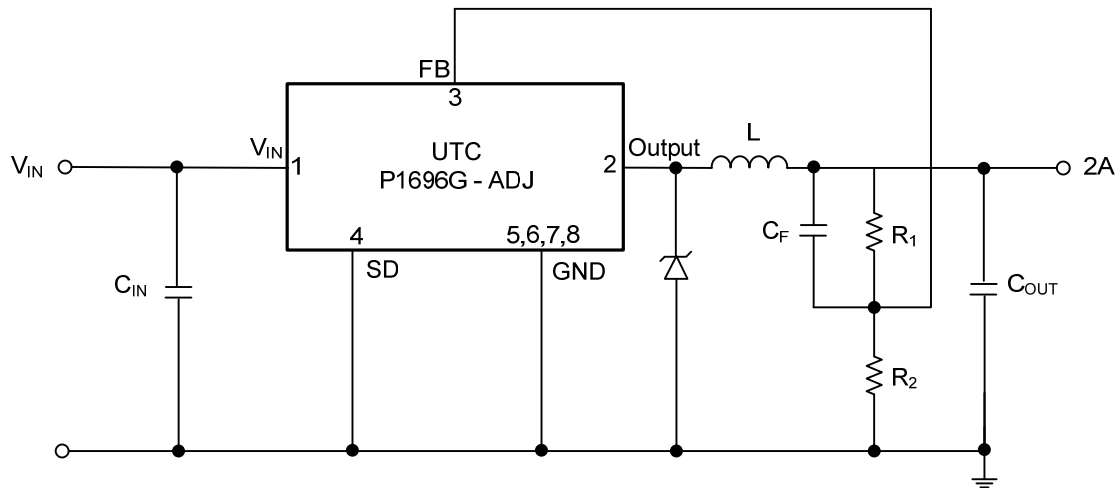 FB
3
V_IN
V_IN
1
UTC
P1696G - ADJ
2
Output
L
2A
4
5,6,7,8
SD
GND
C_IN
C_F
R_1
C_OUT
R_2